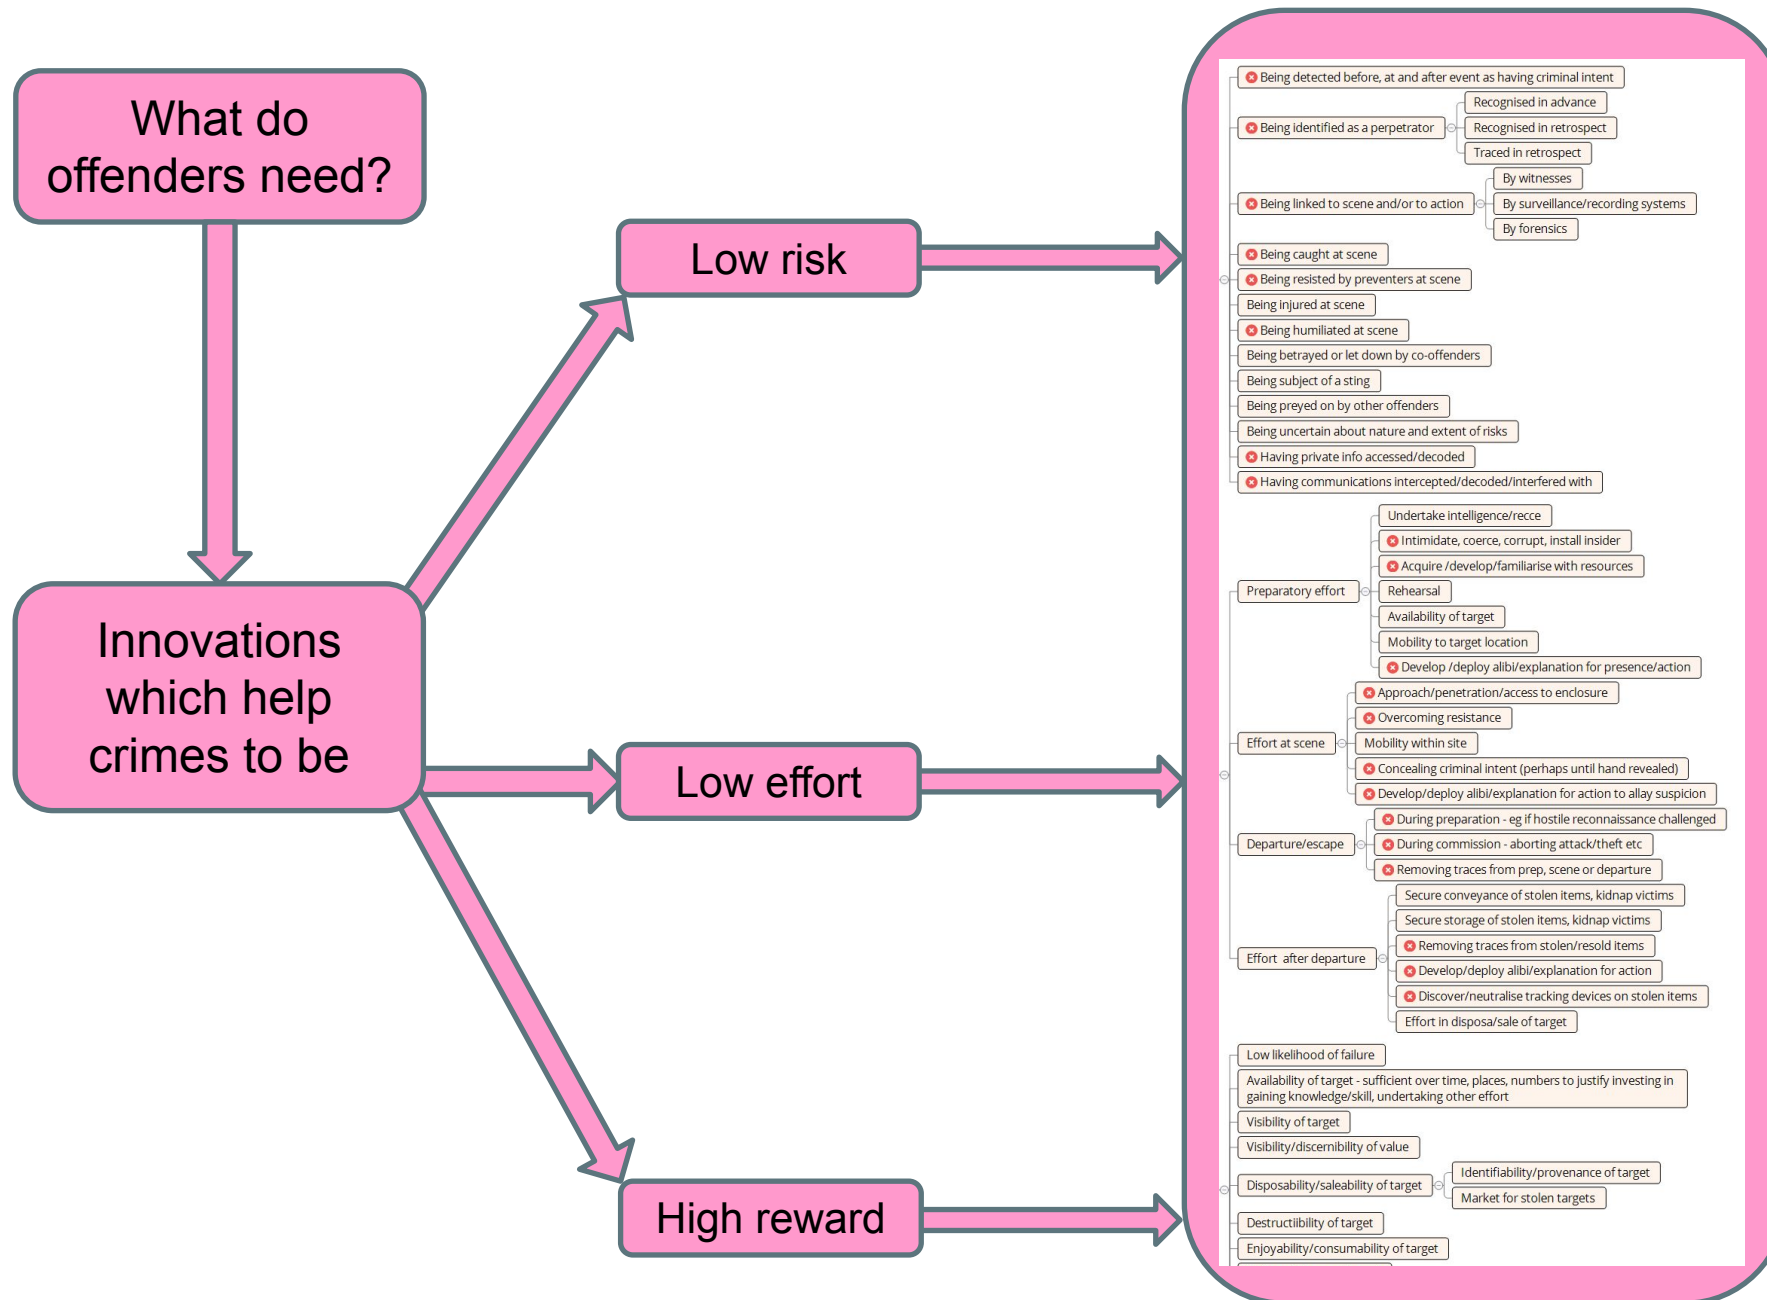 What do
offenders need?
Innovations
which help
crimes to be
Low risk
Low effort
High reward
Being detected before, at and after event as having criminal intent
Being identified as a perpetrator
Recognised in advance
Recognised in retrospect
Traced in retrospect
Being linked to scene and/or to action
By witnesses
By surveillance/recording systems
By forensics
Being caught at scene
Being resisted by preventers at scene
Being injured at scene
Being humiliated at scene
Being betrayed or let down by co-offenders
Being subject of a sting
Being preyed on by other offenders
Being uncertain about nature and extent of risks
Having private info accessed/decoded
Having communications intercepted/decoded/interfered with
Preparatory effort
Undertake intelligence/recce
Intimidate, coerce, corrupt, install insider
Acquire /develop/familiarise with resources
Rehearsal
Availability of target
Mobility to target location
Develop /deploy alibi/explanation for presence/action
Effort at scene
Approach/penetration/access to enclosure
Overcoming resistance
Mobility within site
Concealing criminal intent (perhaps until hand revealed)
Develop/deploy alibi/explanation for action to allay suspicion
Departure/escape
During preparation - eg if hostile reconnaissance challenged
During commission - aborting attack/theft etc
Removing traces from prep, scene or departure
Effort after departure
Secure conveyance of stolen items, kidnap victims
Secure storage of stolen items, kidnap victims
Removing traces from stolen/resold items
Develop/deploy alibi/explanation for action
Discover/neutralise tracking devices on stolen items
Effort in disposa/sale of target
Low likelihood of failure
Availability of target - sufficient over time, places, numbers to justify investing in
gaining knowledge/skill, undertaking other effort
Visibility of target
Visibility/discernibility of value
Disposability/saleability of target
Identifiability/provenance of target
Market for stolen targets
Destructiibility of target
Enjoyability/consumability of target